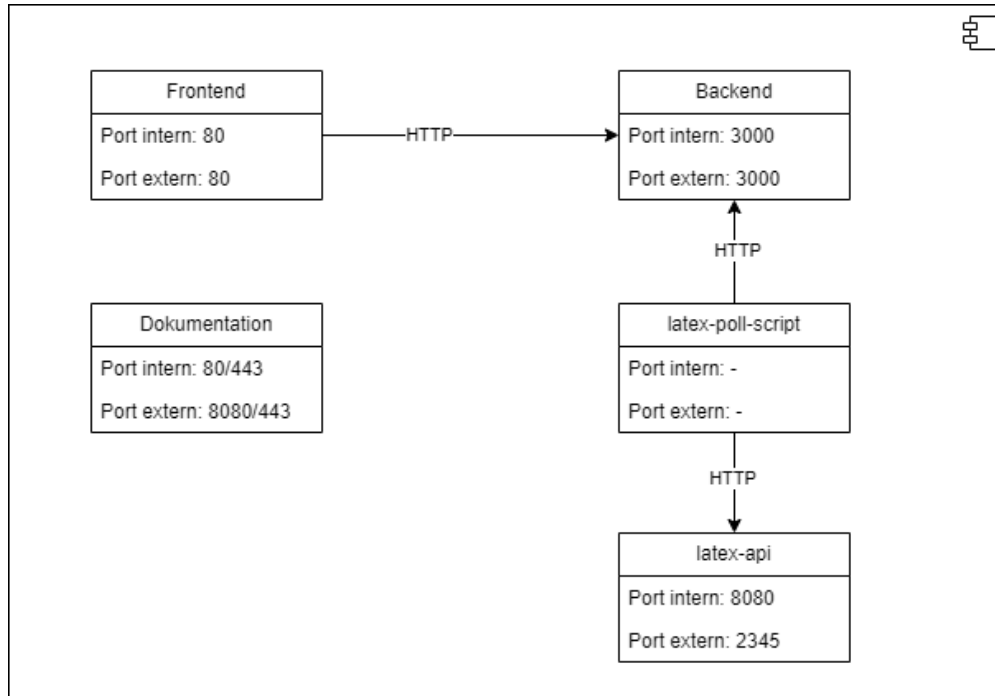 Frontend
Port intern: 80
Port extern: 80
HTTP
Backend
Port intern: 3000
Port extern: 3000
HTTP
Dokumentation
Port intern: 80/443
Port extern: 8080/443
latex-poll-script
Port intern: -
Port extern: -
HTTP
latex-api
Port intern: 8080
Port extern: 2345